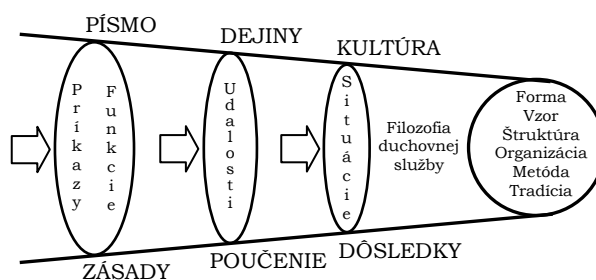 PÍSMO
DEJINY
KULTÚRA
Príkazy
Funkcie
Udalosti
Situácie
Filozofia
duchovnej
služby
Forma
Vzor
Štruktúra
Organizácia
Metóda
Tradícia
ZÁSADY
POUČENIE
DÔSLEDKY